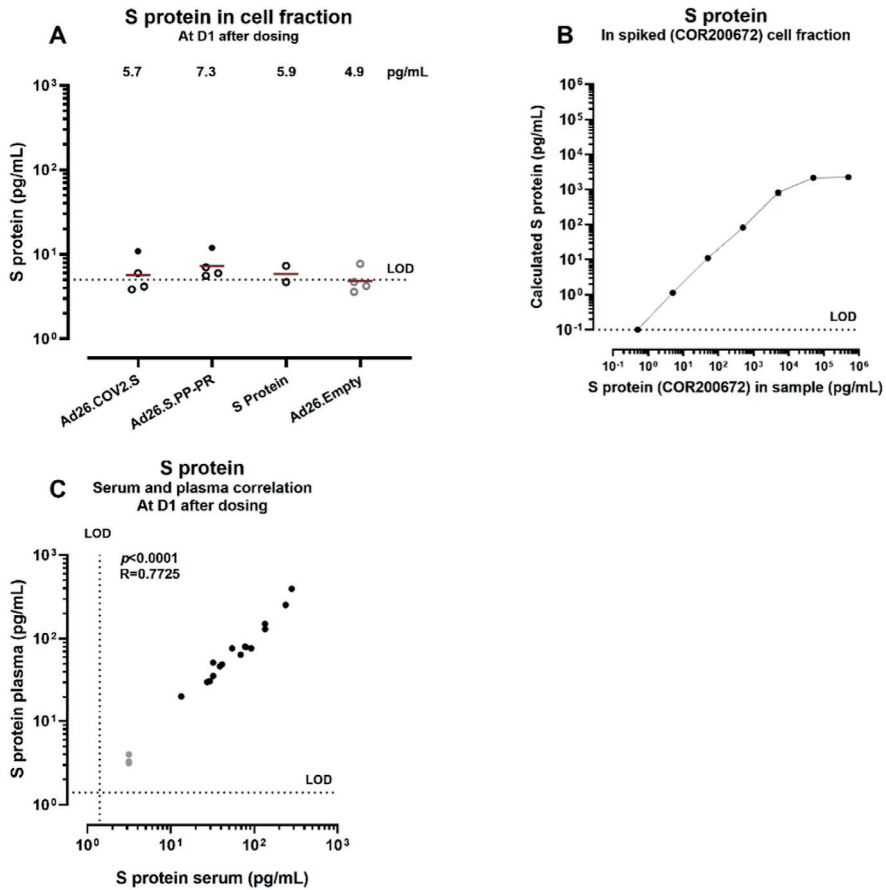 A
S protein in cell fraction
At D1 after dosing
5.7 7.3 5.9 4.9 pg/mL
S protein (pg/mL)
10³
10²
10¹
10⁰
LOD
Ad26.COV2.S
Ad26.S.PP-PR
S Protein
Ad26.Empty
B
S protein
In spiked (COR200672) cell fraction
Calculated S protein (pg/mL)
10⁶
10⁵
10⁴
10³
10²
10¹
10⁰
10⁻¹
LOD
10⁻¹ 10⁰ 10¹ 10² 10³ 10⁴ 10⁵ 10⁶
S protein (COR200672) in sample (pg/mL)
C
S protein
Serum and plasma correlation
At D1 after dosing
LOD
p<0.0001
R=0.7725
S protein plasma (pg/mL)
10³
10²
10¹
10⁰
LOD
10⁰ 10¹ 10² 10³
S protein serum (pg/mL)